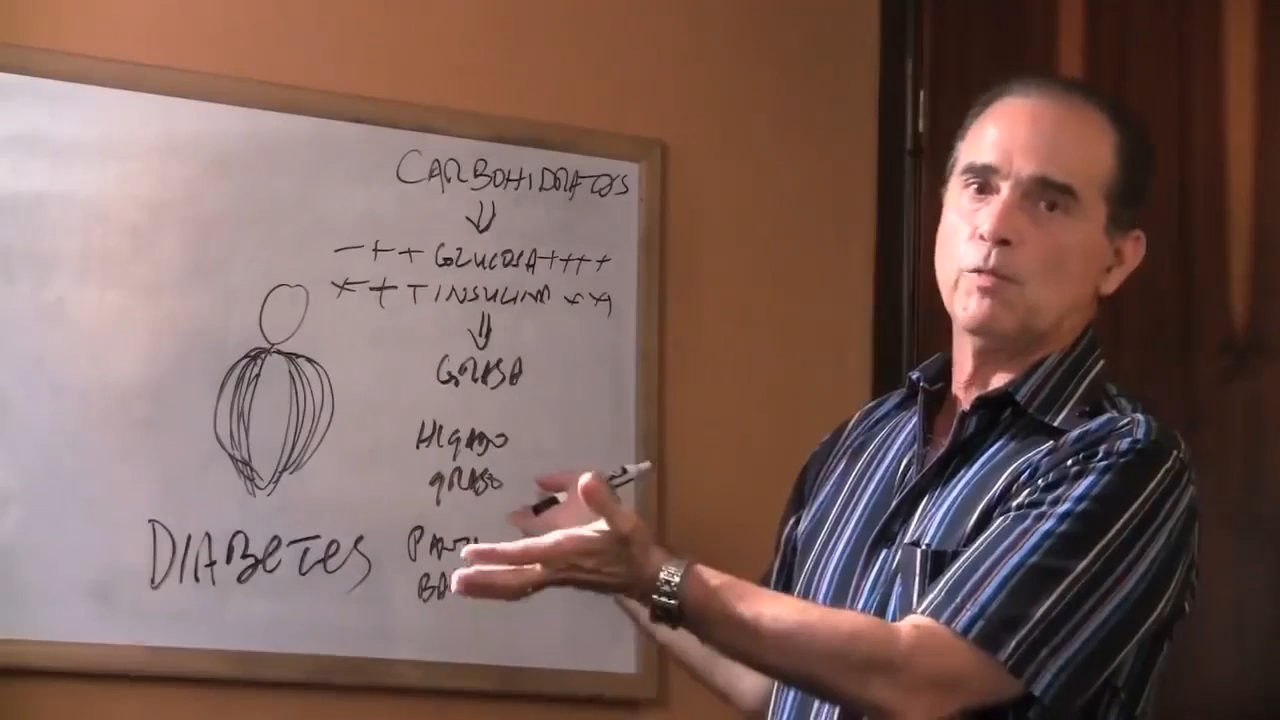 CARBOHIDRATOS
⇓
- + + GLUCOSA + + + +
+ + INSULINA + +
⇓
GRASA
HIGADO
GRASO
DIABETES